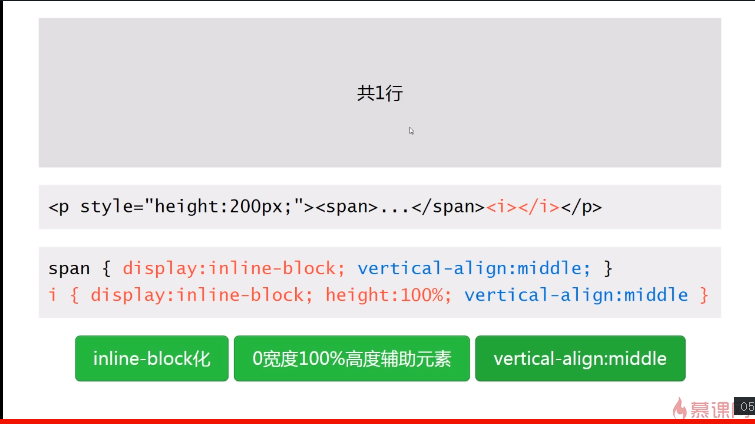 共1行
<p style="height:200px;"><span>...</span><i></i></p>
span { display:inline-block; vertical-align:middle; }
i { display:inline-block; height:100%; vertical-align:middle }
inline-block化 0宽度100%高度辅助元素 vertical-align:middle
慕课网 05